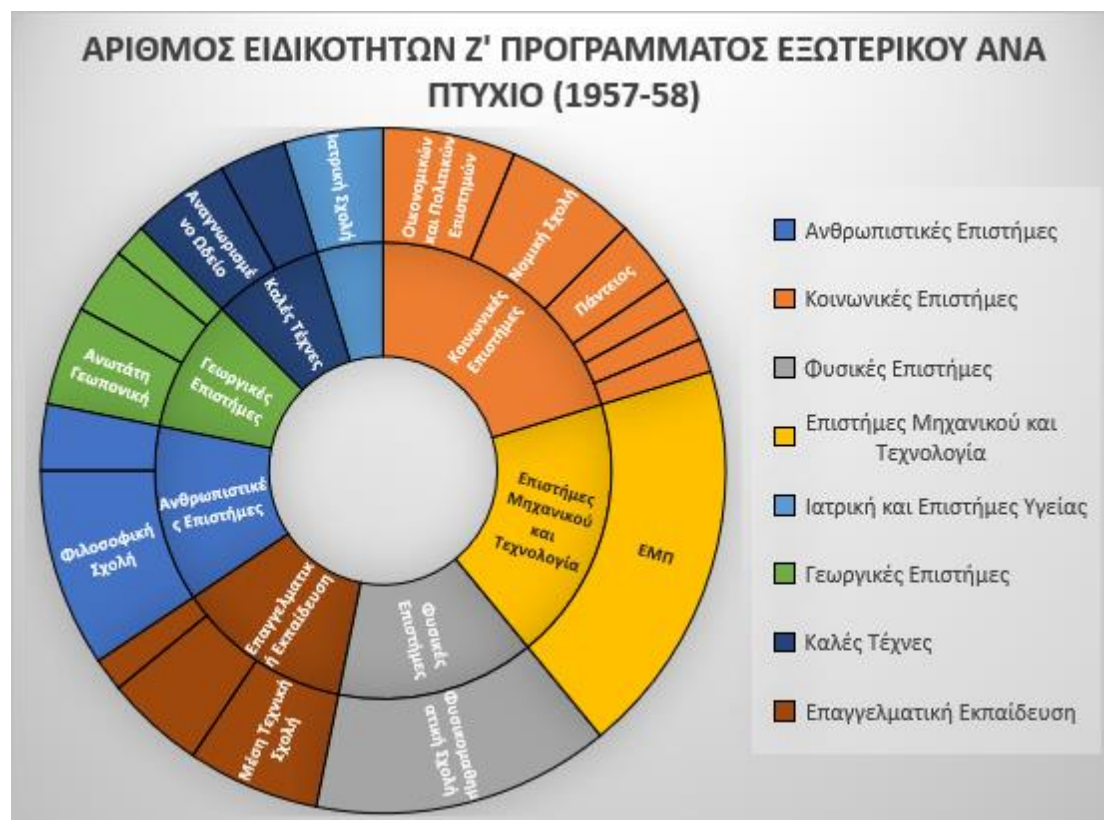 ΑΡΙΘΜΟΣ ΕΙΔΙΚΟΤΗΤΩΝ Ζ' ΠΡΟΓΡΑΜΜΑΤΟΣ ΕΞΩΤΕΡΙΚΟΥ ΑΝΑ
ΠΤΥΧΙΟ (1957-58)
Οικονομικών
και Πολιτικών
Επιστημών
Νομική Σχολή
Πάντειος
Κοινωνικές
Επιστήμες
ΕΜΠ
Επιστήμες
Μηχανικού
και
Τεχνολογία
Φυσικές
Επιστήμες
Φυσικομαθημ
ατική Σχολή
Επαγγελματικ
ή Εκπαίδευση
Μέση Τεχνική
Σχολή
Ανθρωπιστικέ
ς Επιστήμες
Φιλοσοφική
Σχολή
Γεωργικές
Επιστήμες
Ανωτάτη
Γεωπονική
Καλές Τέχνες
Αναγνωρισμέ
νο Ωδείο
Ιατρική Σχολή
Ανθρωπιστικές Επιστήμες
Κοινωνικές Επιστήμες
Φυσικές Επιστήμες
Επιστήμες Μηχανικού και
Τεχνολογία
Ιατρική και Επιστήμες Υγείας
Γεωργικές Επιστήμες
Καλές Τέχνες
Επαγγελματική Εκπαίδευση